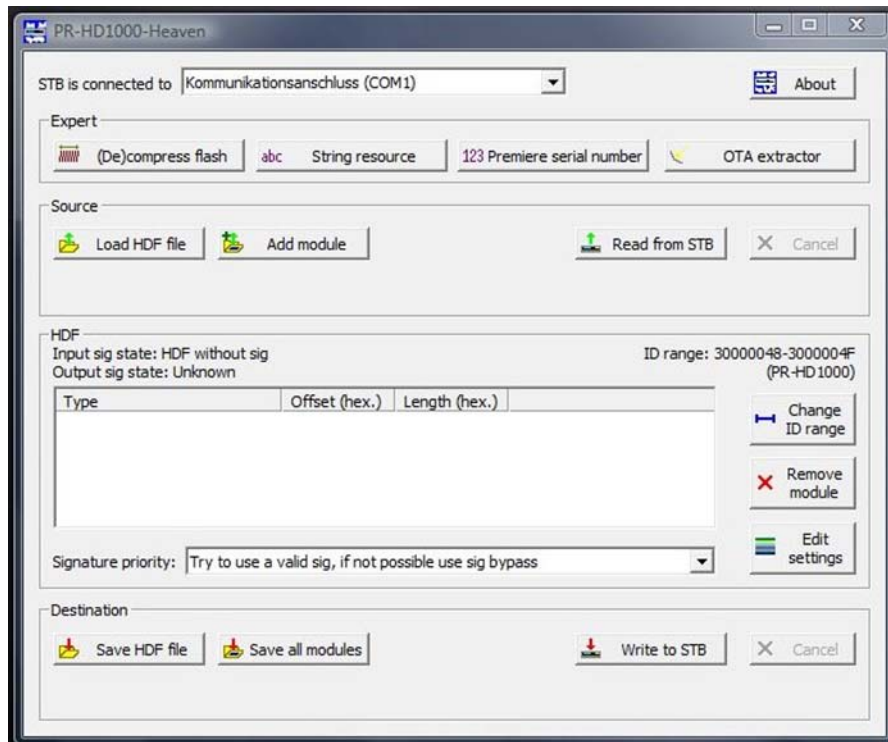 PR-HD1000-Heaven
STB is connected to Kommunikationsanschluss (COM1) About
Expert
(De)compress flash abc String resource 123 Premiere serial number OTA extractor
Source
Load HDF file Add module Read from STB Cancel
HDF
Input sig state: HDF without sig ID range: 30000048-3000004F
Output sig state: Unknown (PR-HD1000)
Type Offset (hex.) Length (hex.)
Change
ID range
Remove
module
Edit
settings
Signature priority: Try to use a valid sig, if not possible use sig bypass
Destination
Save HDF file Save all modules Write to STB Cancel